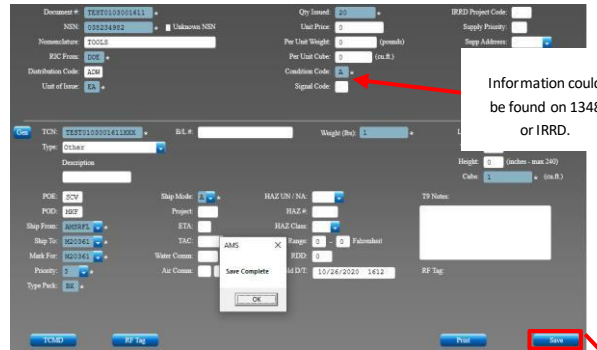 Document #: TEST0103001611 * Qty Issued: 20 * IRRD Project Code:
NSN: 035234982 * Unknown NSN Unit Price: 0 Supply Priority:
Nomenclature: TOOLS Per Unit Weight: 0 (pounds) Supp Address:
RIC From: DOE * Per Unit Cube: 0 (cu.ft.)
Distribution Code: ADW Condition Code: A *
Unit of Issue: EA * Signal Code:
Information could
be found on 1348
or IRRD.
Gen TCN: TEST0103001611XXX * B/L #: Weight (lbs): 1 * L
Type: Other
Description
Height: 0 (inches - max 240)
Cube: 1 * (cu.ft.)
POE: SCV Ship Mode: * HAZ UN / NA: T9 Notes:
POD: MKF Project: HAZ #:
Ship From: AMSRFL * ETA: HAZ Class:
Ship To: M20361 * TAC: Range: 0 - 0 Fahrenheit
Mark For: M20361 * Water Comm: RDD: 0
Priority: 3 * Air Comm: ld D/T: 10/26/2020 1612 RF Tag:
Type Pack: BX *
AMS X
Save Complete
OK
TCMD RF Tag Print Save